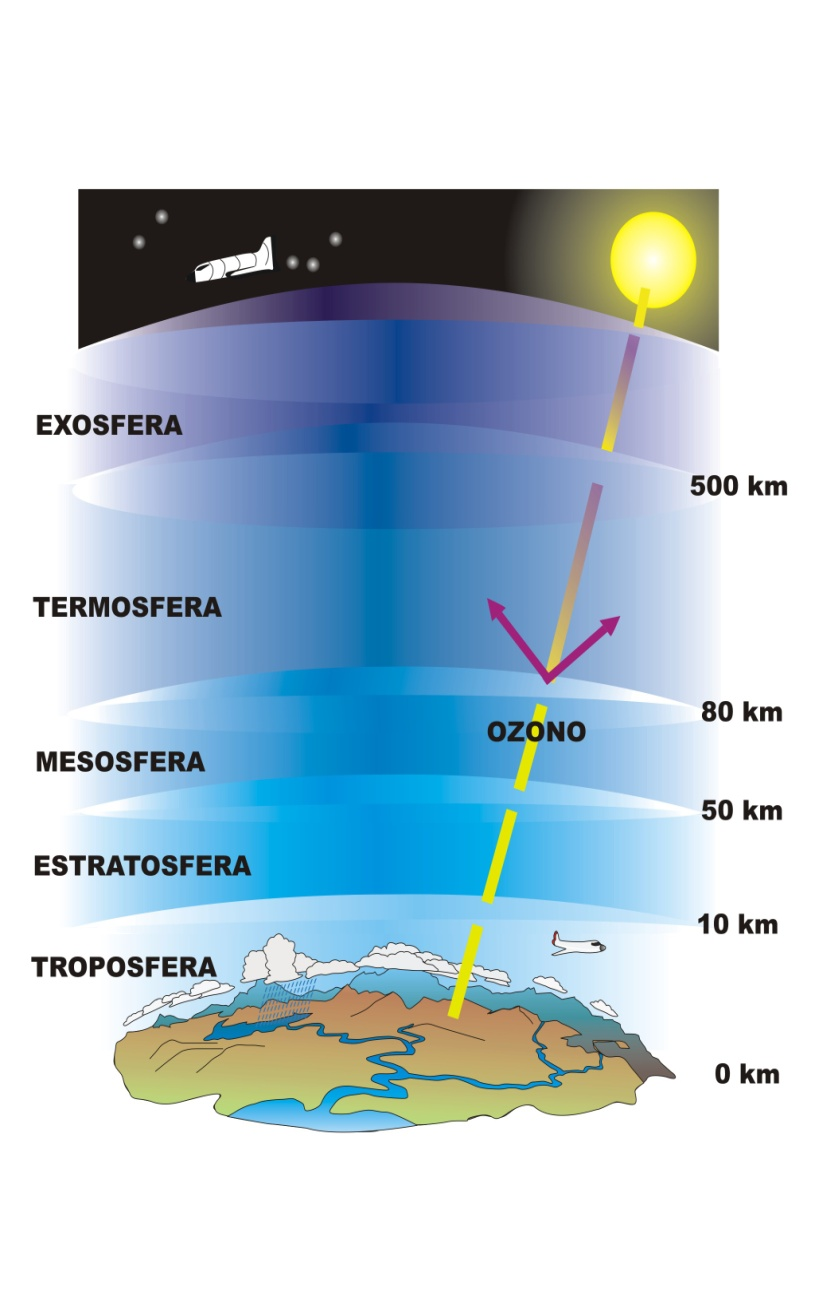 EXOSFERA
500 km
TERMOSFERA
80 km
OZONO
MESOSFERA
50 km
ESTRATOSFERA
10 km
TROPOSFERA
0 km